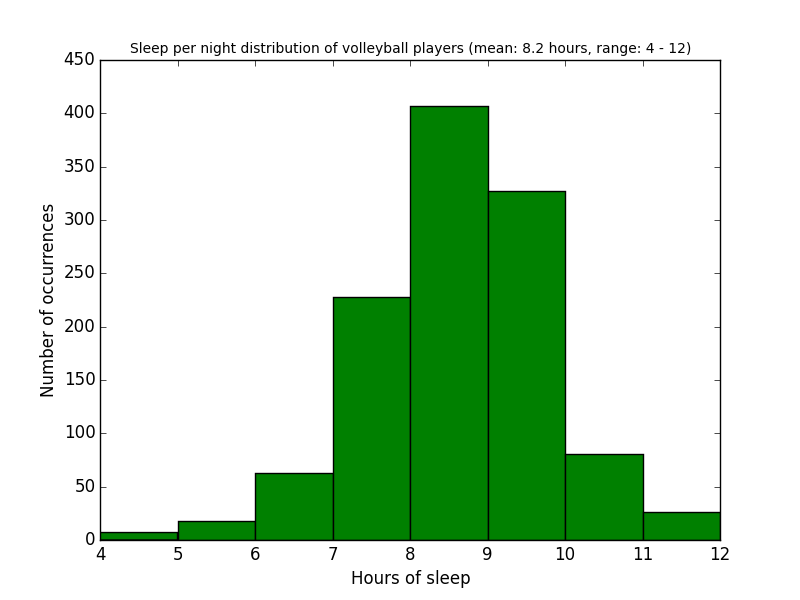 Sleep per night distribution of volleyball players (mean: 8.2 hours, range: 4 - 12)
450
400
350
300
250
200
150
100
50
0
Number of occurrences
4 5 6 7 8 9 10 11 12
Hours of sleep